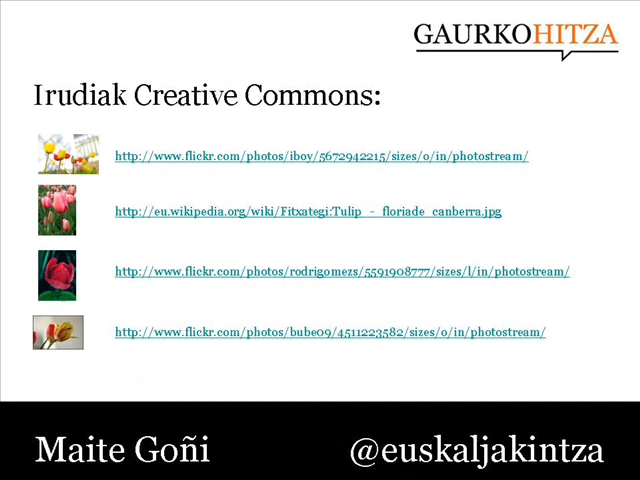 GAURKOHITZA
Irudiak Creative Commons:
http://www.flickr.com/photos/iboy/5672942215/sizes/o/in/photostream/
http://eu.wikipedia.org/wiki/Fitxategi:Tulip_-_floriade_canberra.jpg
http://www.flickr.com/photos/rodrigomezs/5591908777/sizes/l/in/photostream/
http://www.flickr.com/photos/bube09/4511223582/sizes/o/in/photostream/
Maite Goñi
@euskaljakintza